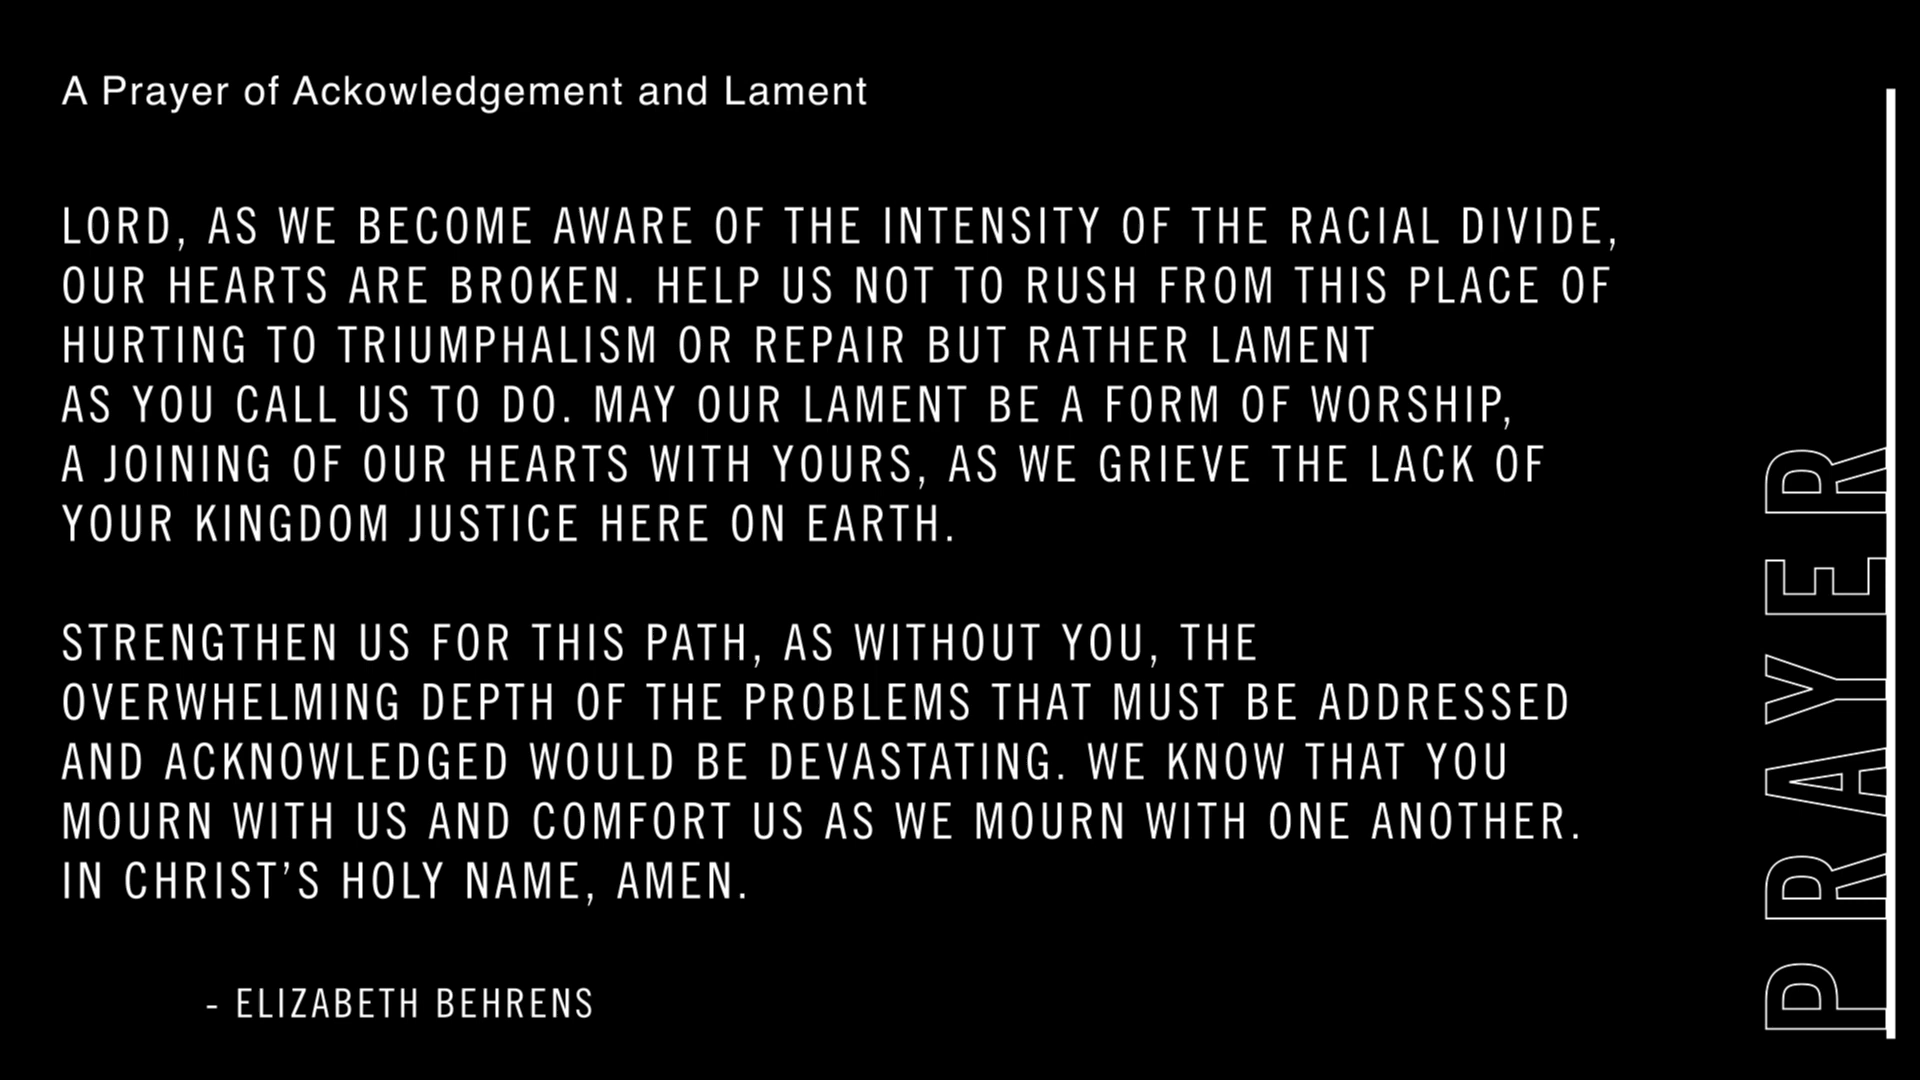 A Prayer of Ackowledgement and Lament
LORD, AS WE BECOME AWARE OF THE INTENSITY OF THE RACIAL DIVIDE,
OUR HEARTS ARE BROKEN. HELP US NOT TO RUSH FROM THIS PLACE OF
HURTING TO TRIUMPHALISM OR REPAIR BUT RATHER LAMENT
AS YOU CALL US TO DO. MAY OUR LAMENT BE A FORM OF WORSHIP,
A JOINING OF OUR HEARTS WITH YOURS, AS WE GRIEVE THE LACK OF
YOUR KINGDOM JUSTICE HERE ON EARTH.
STRENGTHEN US FOR THIS PATH, AS WITHOUT YOU, THE
OVERWHELMING DEPTH OF THE PROBLEMS THAT MUST BE ADDRESSED
AND ACKNOWLEDGED WOULD BE DEVASTATING. WE KNOW THAT YOU
MOURN WITH US AND COMFORT US AS WE MOURN WITH ONE ANOTHER.
IN CHRIST’S HOLY NAME, AMEN.
- ELIZABETH BEHRENS
PRAYER